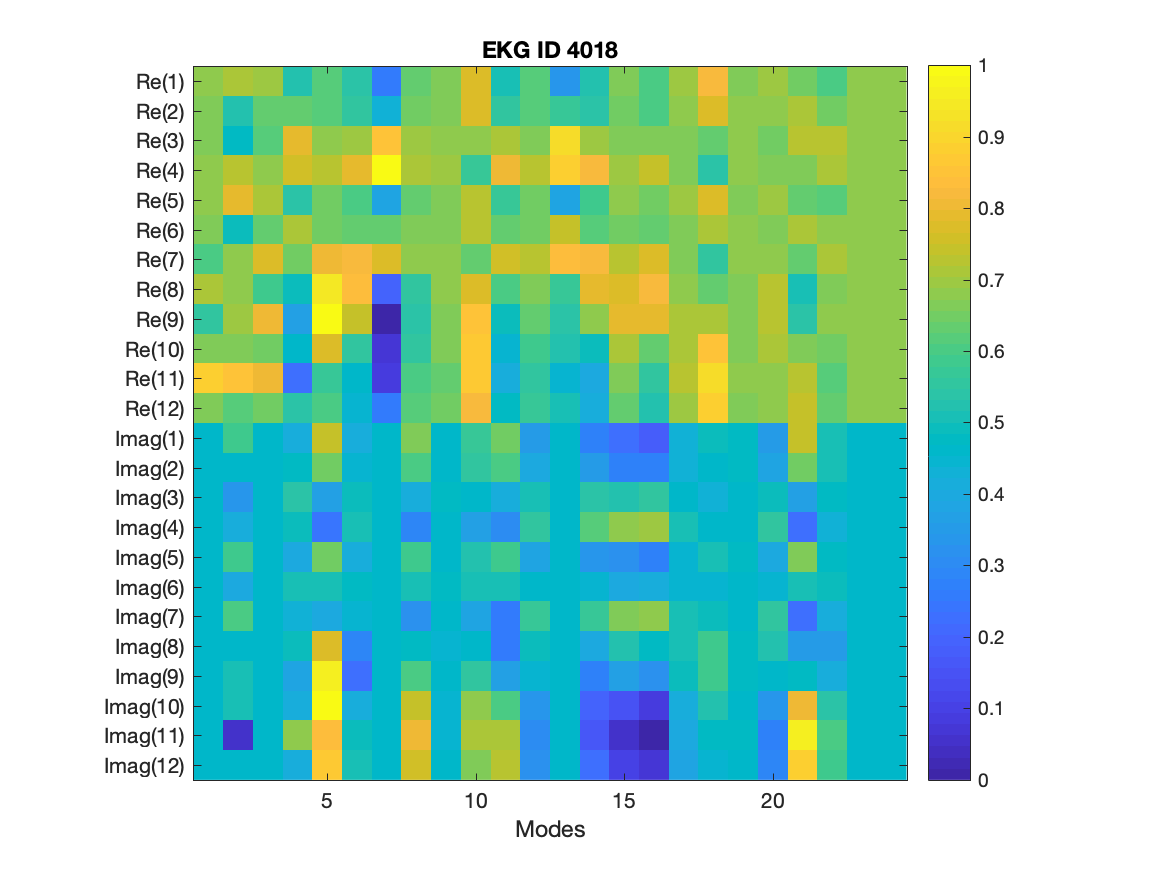 EKG ID 4018
Re(1)
Re(2)
Re(3)
Re(4)
Re(5)
Re(6)
Re(7)
Re(8)
Re(9)
Re(10)
Re(11)
Re(12)
Imag(1)
Imag(2)
Imag(3)
Imag(4)
Imag(5)
Imag(6)
Imag(7)
Imag(8)
Imag(9)
Imag(10)
Imag(11)
Imag(12)
5 10 15 20
Modes
1
0.9
0.8
0.7
0.6
0.5
0.4
0.3
0.2
0.1
0